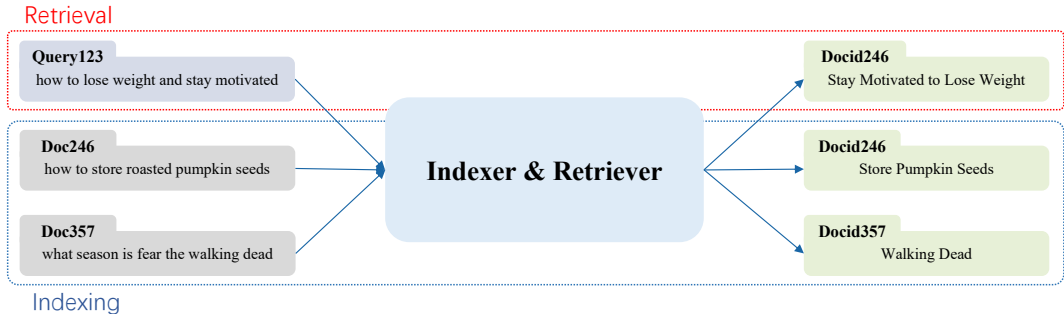 Retrieval
Query123
how to lose weight and stay motivated
Docid246
Stay Motivated to Lose Weight
Doc246
how to store roasted pumpkin seeds
Indexer & Retriever
Docid246
Store Pumpkin Seeds
Doc357
what season is fear the walking dead
Docid357
Walking Dead
Indexing